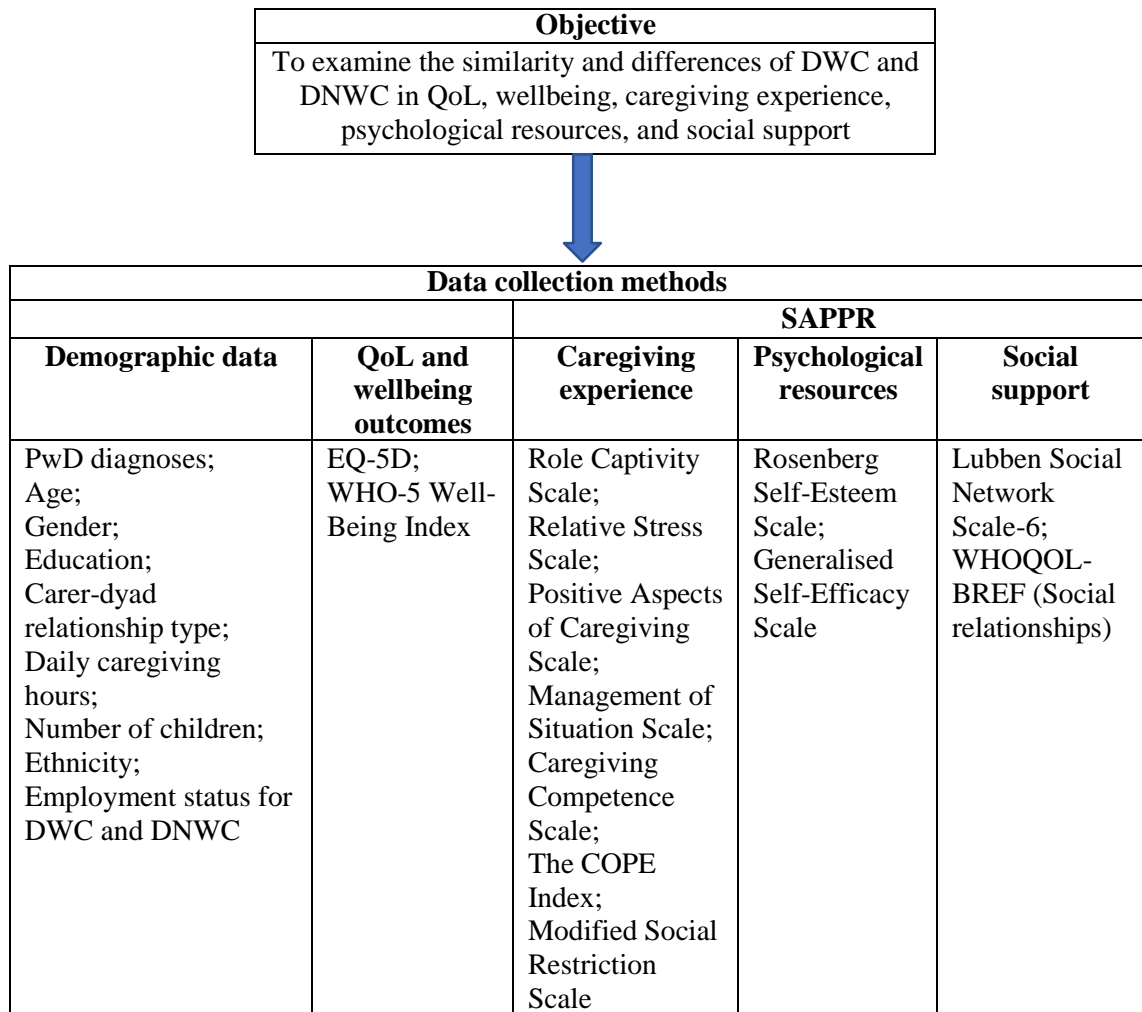 Objective
To examine the similarity and differences of DWC and
DNWC in QoL, wellbeing, caregiving experience,
psychological resources, and social support
Data collection methods
SAPPR
Demographic data
QoL and
wellbeing
outcomes
Caregiving
experience
Psychological
resources
Social
support
PwD diagnoses;
Age;
Gender;
Education;
Carer-dyad
relationship type;
Daily caregiving
hours;
Number of children;
Ethnicity;
Employment status for
DWC and DNWC
EQ-5D;
WHO-5 Well-
Being Index
Role Captivity
Scale;
Relative Stress
Scale;
Positive Aspects
of Caregiving
Scale;
Management of
Situation Scale;
Caregiving
Competence
Scale;
The COPE
Index;
Modified Social
Restriction
Scale
Rosenberg
Self-Esteem
Scale;
Generalised
Self-Efficacy
Scale
Lubben Social
Network
Scale-6;
WHOQOL-
BREF (Social
relationships)